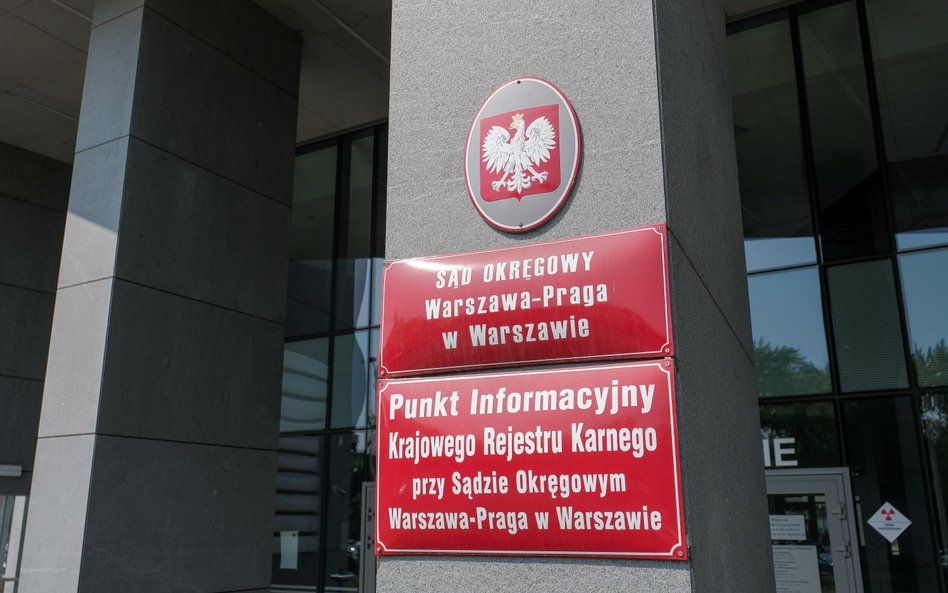 SĄD OKRĘGOWY
Warszawa-Praga
w Warszawie
Punkt Informacyjny
Krajowego Rejestru Karnego
przy Sądzie Okręgowym
Warszawa-Praga w Warszawie
IE